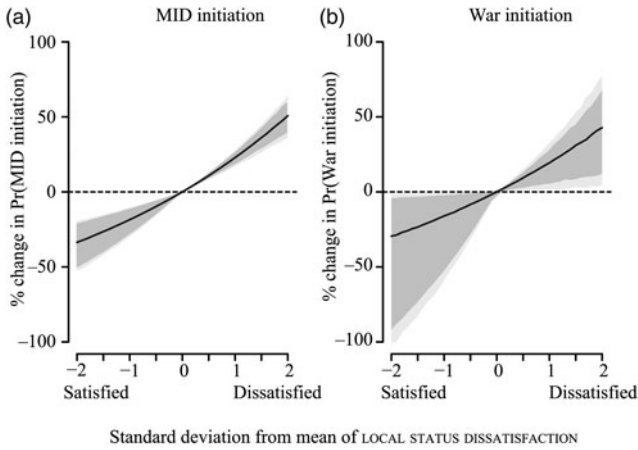 (a) MID initiation
% change in Pr(MID initiation)
100
50
0
−50
−100
−2 −1 0 1 2
Satisfied Dissatisfied
(b) War initiation
% change in Pr(War initiation)
100
50
0
−50
−100
−2 −1 0 1 2
Satisfied Dissatisfied
Standard deviation from mean of LOCAL STATUS DISSATISFACTION